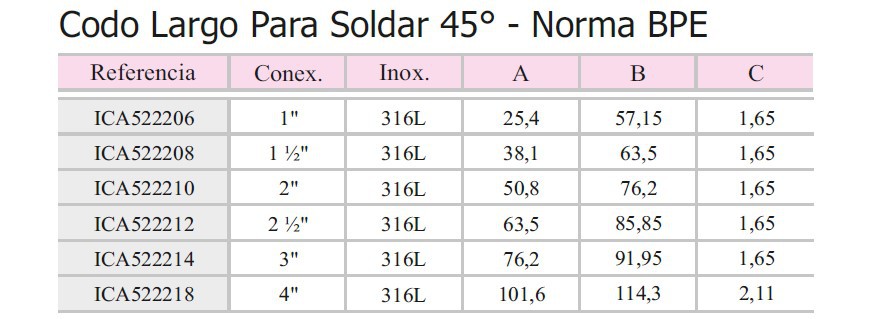 Codo Largo Para Soldar 45° - Norma BPE
Referencia Conex. Inox. A B C
ICA522206 1" 316L 25,4 57,15 1,65
ICA522208 1 ½" 316L 38,1 63,5 1,65
ICA522210 2" 316L 50,8 76,2 1,65
ICA522212 2 ½" 316L 63,5 85,85 1,65
ICA522214 3" 316L 76,2 91,95 1,65
ICA522218 4" 316L 101,6 114,3 2,11